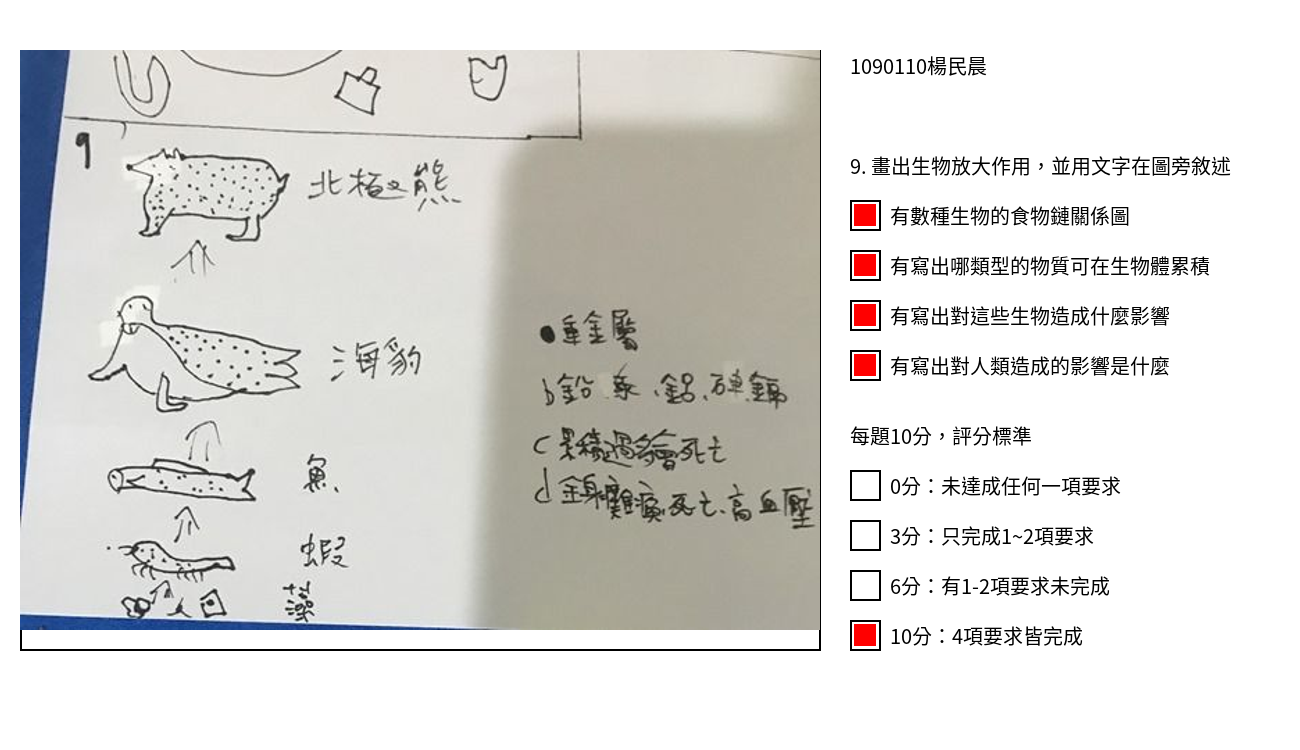 9
北極熊
海豹
魚
蝦
藻
重金屬
b鉛、汞、鋁、砷、鎘
c累積過多會死亡
d全身癱瘓、死亡、高血壓
1090110楊民晨
9. 畫出生物放大作用，並用文字在圖旁敘述
有數種生物的食物鏈關係圖
有寫出哪類型的物質可在生物體累積
有寫出對這些生物造成什麼影響
有寫出對人類造成的影響是什麼
每題10分，評分標準
0分：未達成任何一項要求
3分：只完成1~2項要求
6分：有1-2項要求未完成
10分：4項要求皆完成